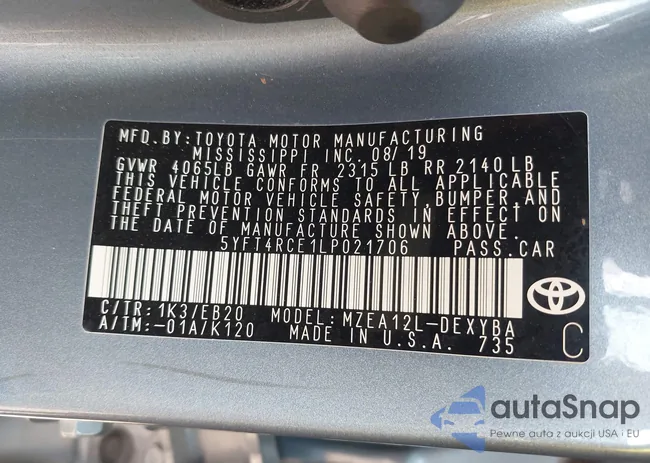 MFD. BY: TOYOTA MOTOR MANUFACTURING
MISSISSIPPI INC. 08/19
GVWR 4065LB GAWR FR 2315 LB RR 2140 LB
THIS VEHICLE CONFORMS TO ALL APPLICABLE
FEDERAL MOTOR VEHICLE SAFETY, BUMPER, AND
THEFT PREVENTION STANDARDS IN EFFECT ON
THE DATE OF MANUFACTURE SHOWN ABOVE.
5YFT4RCE1LP021706 PASS. CAR
C/TR: 1K3/EB20 MODEL: MZEA12L-DEXYBA
A/TM: -01A/K120 MADE IN U.S.A. 735 C
autoSnap
Pewne auta z aukcji USA i EU